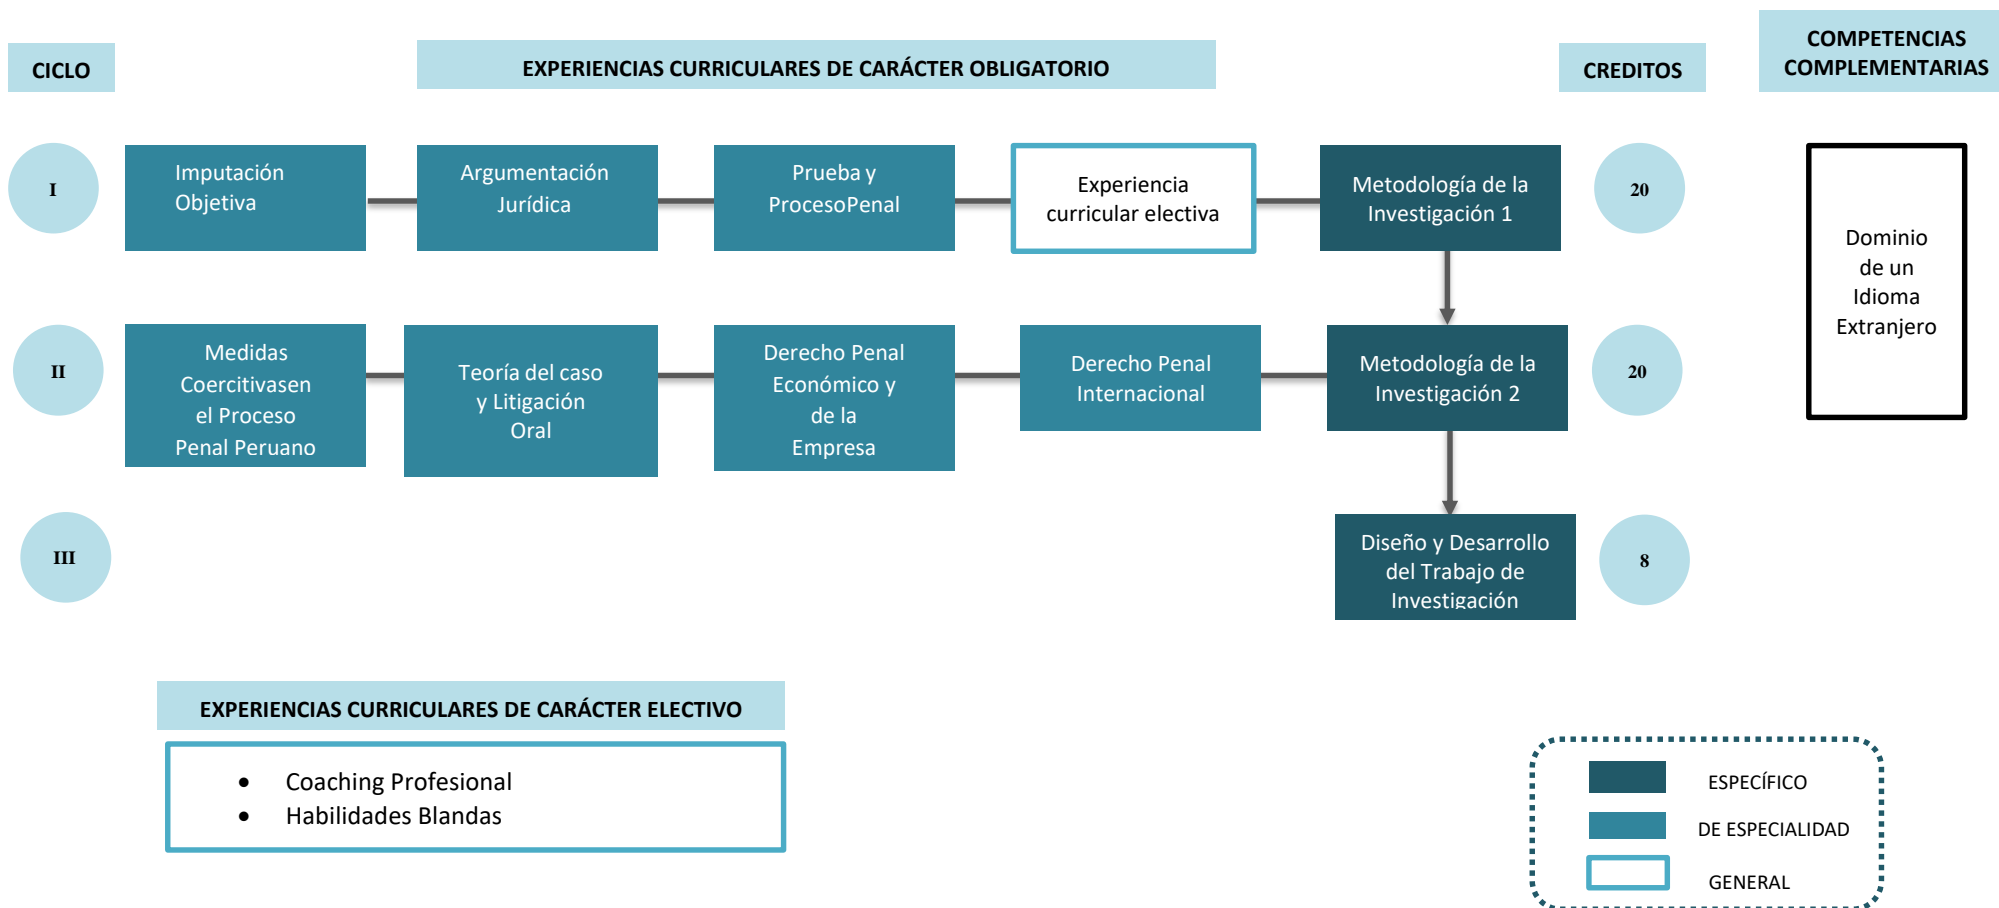 CICLO
EXPERIENCIAS CURRICULARES DE CARÁCTER OBLIGATORIO
CREDITOS
COMPETENCIAS
COMPLEMENTARIAS
I
Imputación
Objetiva
Argumentación
Jurídica
Prueba y
ProcesoPenal
Experiencia
curricular electiva
Metodología de la
Investigación 1
20
Dominio
de un
Idioma
Extranjero
II
Medidas
Coercitivasen
el Proceso
Penal Peruano
Teoría del caso
y Litigación
Oral
Derecho Penal
Económico y
de la
Empresa
Derecho Penal
Internacional
Metodología de la
Investigación 2
20
III
Diseño y Desarrollo
del Trabajo de
Investigación
8
EXPERIENCIAS CURRICULARES DE CARÁCTER ELECTIVO
• Coaching Profesional
• Habilidades Blandas
ESPECÍFICO
DE ESPECIALIDAD
GENERAL